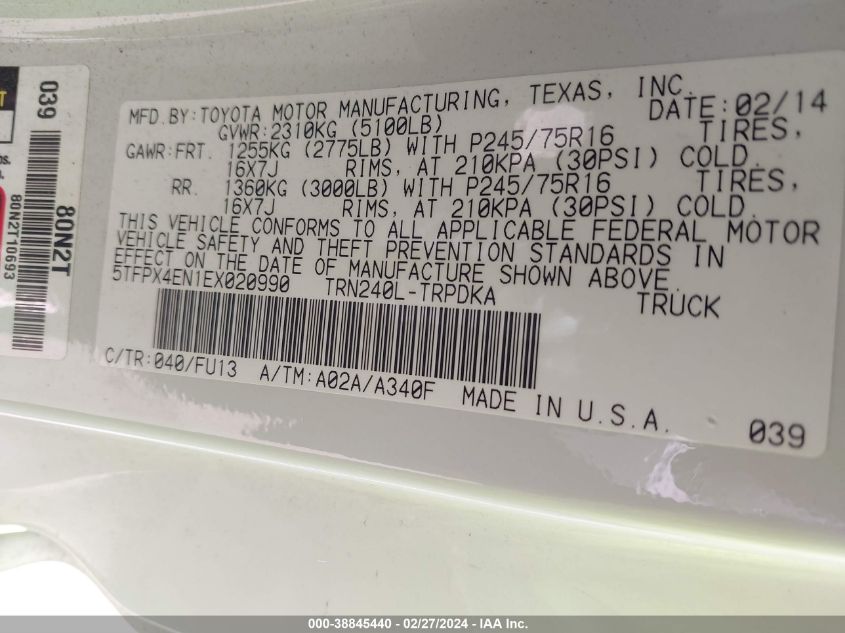 MFD.BY:TOYOTA MOTOR MANUFACTURING, TEXAS, INC.
GVWR:2310KG (5100LB) DATE:02/14
GAWR:FRT. 1255KG (2775LB) WITH P245/75R16 TIRES,
16X7J RIMS, AT 210KPA (30PSI) COLD.
RR. 1360KG (3000LB) WITH P245/75R16 TIRES,
16X7J RIMS, AT 210KPA (30PSI) COLD.
THIS VEHICLE CONFORMS TO ALL APPLICABLE FEDERAL MOTOR
VEHICLE SAFETY AND THEFT PREVENTION STANDARDS IN
EFFECT ON THE DATE OF MANUFACTURE SHOWN ABOVE.
5TFPX4EN1EX020990 TRN240L-TRPDKA TRUCK
C/TR:040/FU13 A/TM:A02A/A340F MADE IN U.S.A.
039
039
80N2T
80N2T10693
000-38845440 - 02/27/2024 - IAA Inc.